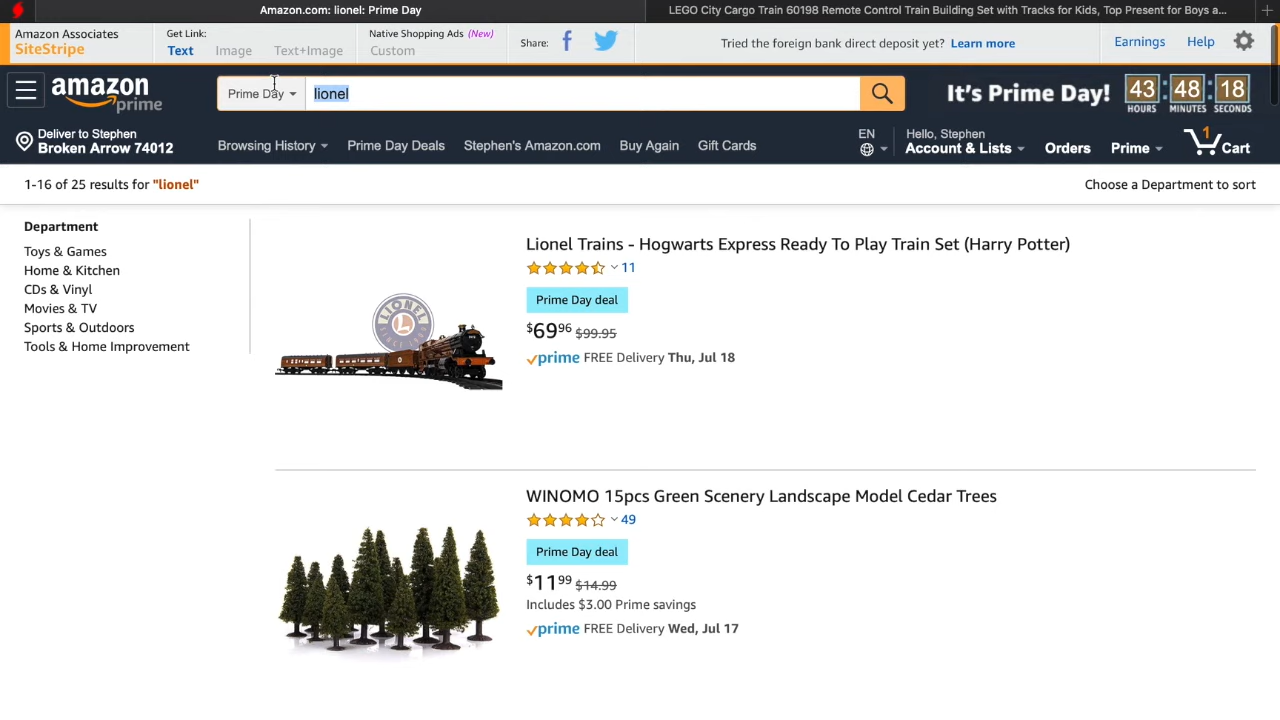 Amazon.com: lionel: Prime Day
LEGO City Cargo Train 60198 Remote Control Train Building Set with Tracks for Kids, Top Present for Boys a...
Amazon Associates
SiteStripe
Get Link:
Text Image Text+Image
Native Shopping Ads (New)
Custom
Share:
Tried the foreign bank direct deposit yet? Learn more
Earnings Help
amazon
prime
Prime Day
lionel
It's Prime Day!
43 : 48 : 18
HOURS MINUTES SECONDS
Deliver to Stephen
Broken Arrow 74012
Browsing History Prime Day Deals Stephen's Amazon.com Buy Again Gift Cards
EN
Hello, Stephen
Account & Lists
Orders
Prime
1
Cart
1-16 of 25 results for "lionel"
Choose a Department to sort
Department
Toys & Games
Home & Kitchen
CDs & Vinyl
Movies & TV
Sports & Outdoors
Tools & Home Improvement
LIONEL
L
Lionel Trains - Hogwarts Express Ready To Play Train Set (Harry Potter)
11
Prime Day deal
$69.96 $99.95
prime FREE Delivery Thu, Jul 18
WINOMO 15pcs Green Scenery Landscape Model Cedar Trees
49
Prime Day deal
$11.99 $14.99
Includes $3.00 Prime savings
prime FREE Delivery Wed, Jul 17